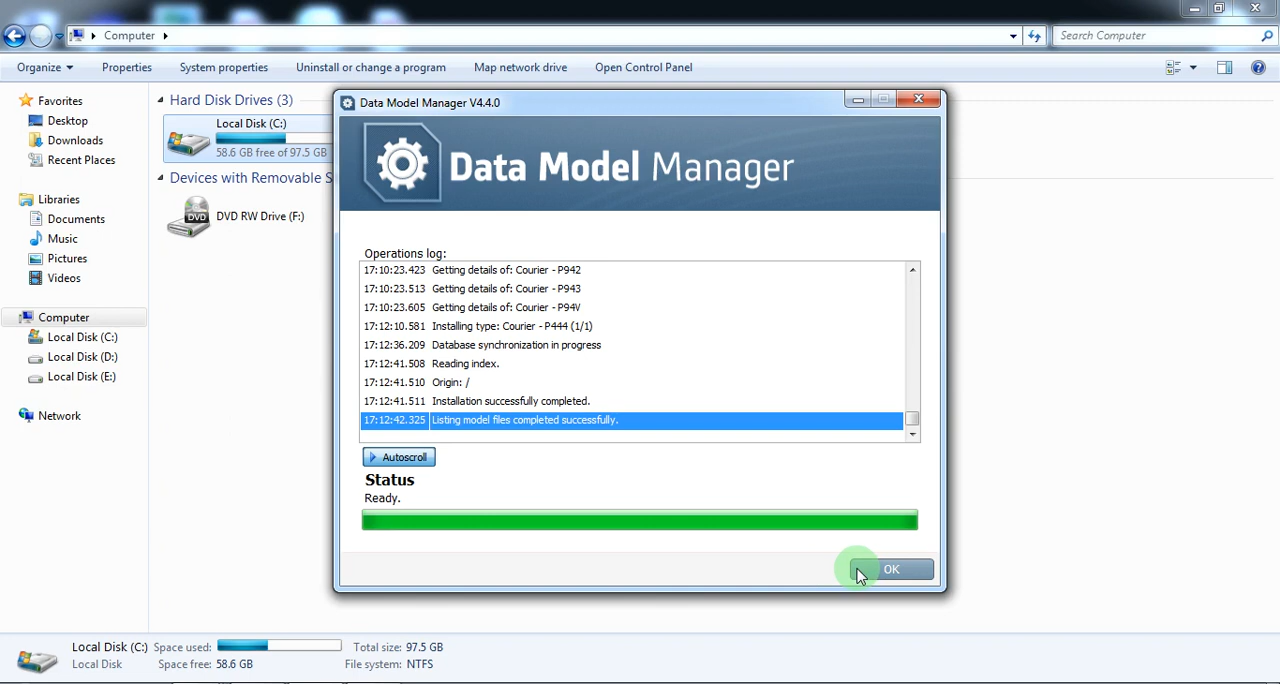 Computer
Search Computer
Organize
Properties
System properties
Uninstall or change a program
Map network drive
Open Control Panel
Favorites
Desktop
Downloads
Recent Places
Libraries
Documents
Music
Pictures
Videos
Computer
Local Disk (C:)
Local Disk (D:)
Local Disk (E:)
Network
Hard Disk Drives (3)
Local Disk (C:)
58.6 GB free of 97.5 GB
Devices with Removable S
DVD
DVD RW Drive (F:)
Data Model Manager V4.4.0
Data Model Manager
Operations log:
17:10:23.423 Getting details of: Courier - P942
17:10:23.513 Getting details of: Courier - P943
17:10:23.605 Getting details of: Courier - P94V
17:12:10.581 Installing type: Courier - P444 (1/1)
17:12:36.209 Database synchronization in progress
17:12:41.508 Reading index.
17:12:41.510 Origin: /
17:12:41.511 Installation successfully completed.
17:12:42.325 Listing model files completed successfully.
Autoscroll
Status
Ready.
OK
Local Disk (C:) Space used: Total size: 97.5 GB
Local Disk Space free: 58.6 GB File system: NTFS